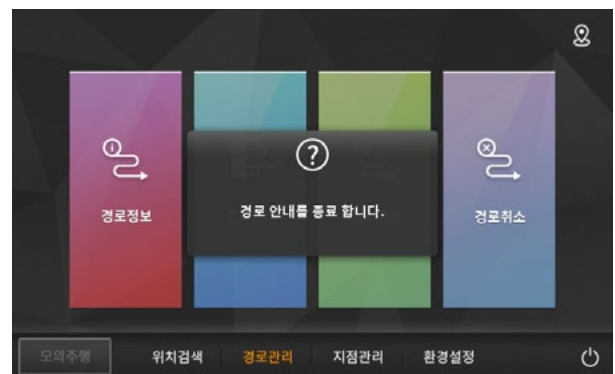 경로정보
경로 안내를 종료 합니다.
경로취소
모의주행
위치검색
경로관리
지점관리
환경설정